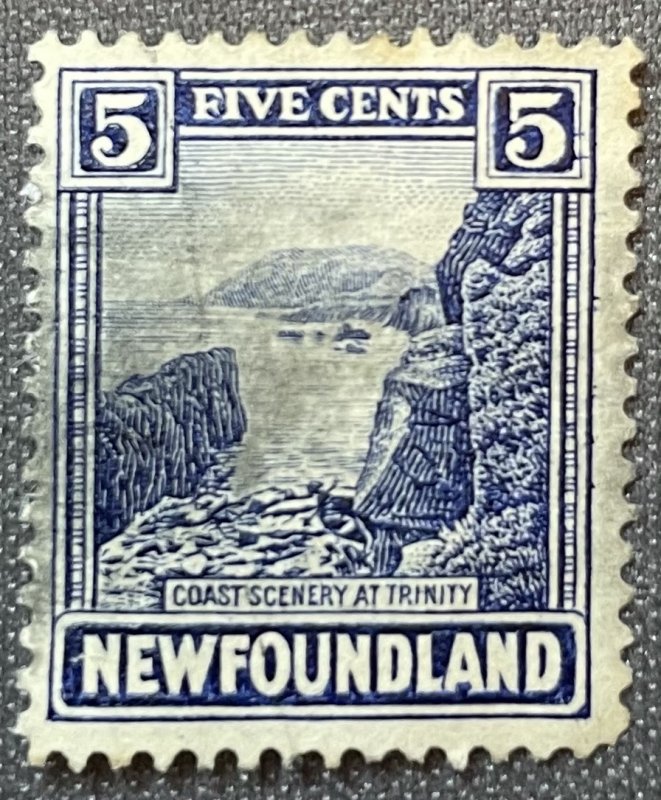 5 FIVE CENTS 5
COAST SCENERY AT TRINITY
NEWFOUNDLAND